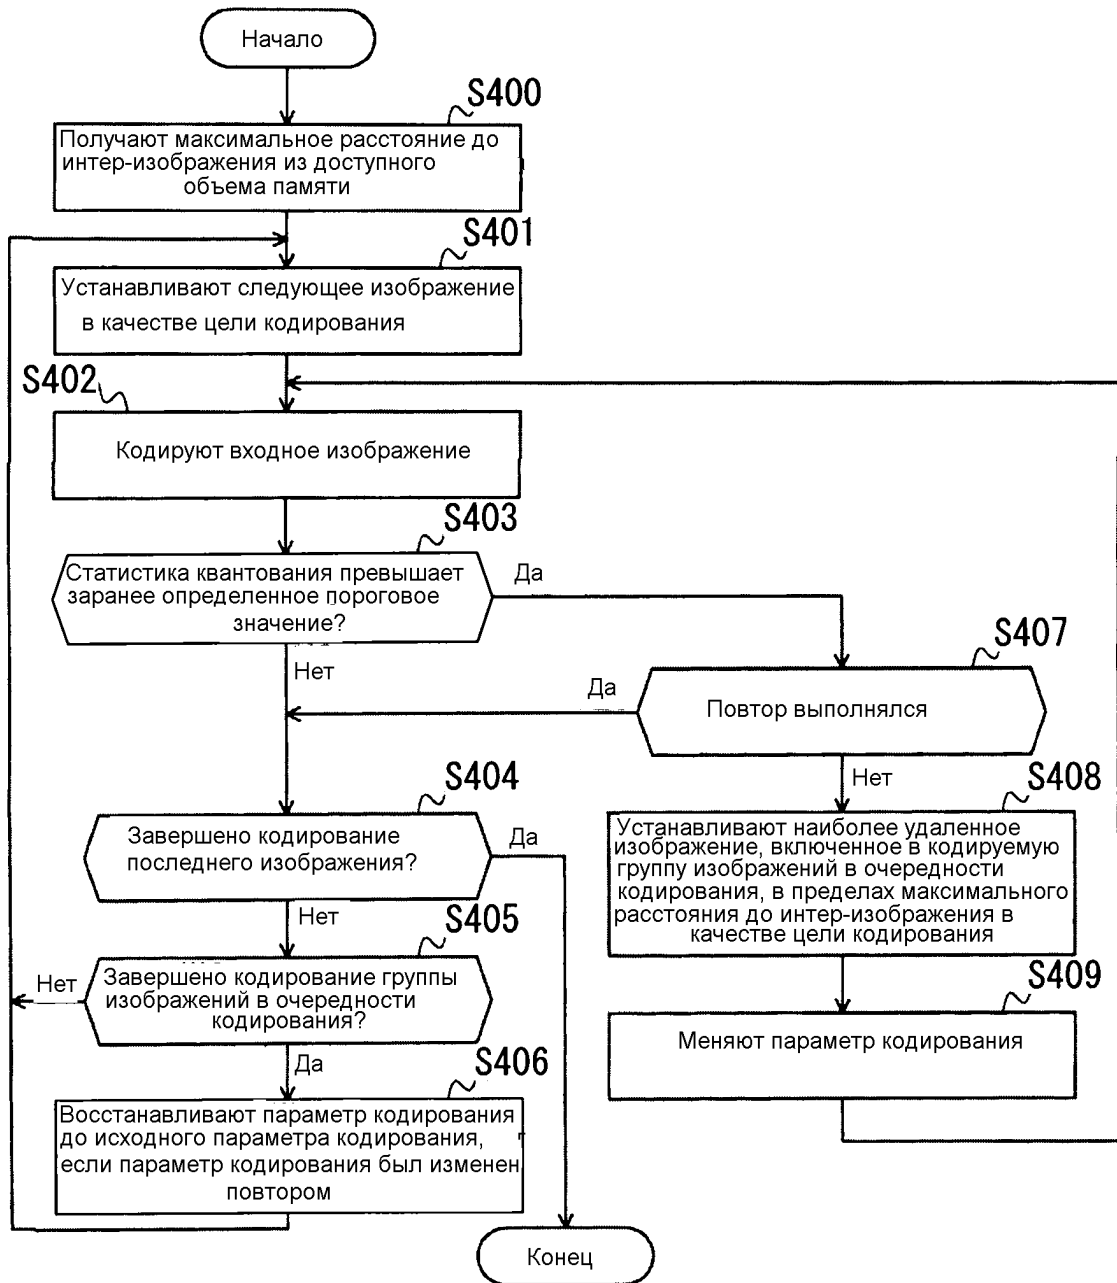 Начало
S400
Получают максимальное расстояние до
интер-изображения из доступного
объема памяти
S401
Устанавливают следующее изображение
в качестве цели кодирования
S402
Кодируют входное изображение
S403
Статистика квантования превышает
заранее определенное пороговое
значение?
Да
Нет
S407
Повтор выполнялся
Да
Нет
S404
Завершено кодирование
последнего изображения?
Да
Нет
S408
Устанавливают наиболее удаленное
изображение, включенное в кодируемую
группу изображений в очередности
кодирования, в пределах максимального
расстояния до интер-изображения в
качестве цели кодирования
S405
Завершено кодирование группы
изображений в очередности
кодирования?
Нет
Да
S409
Меняют параметр кодирования
S406
Восстанавливают параметр кодирования
до исходного параметра кодирования,
если параметр кодирования был изменен
повтором
Конец